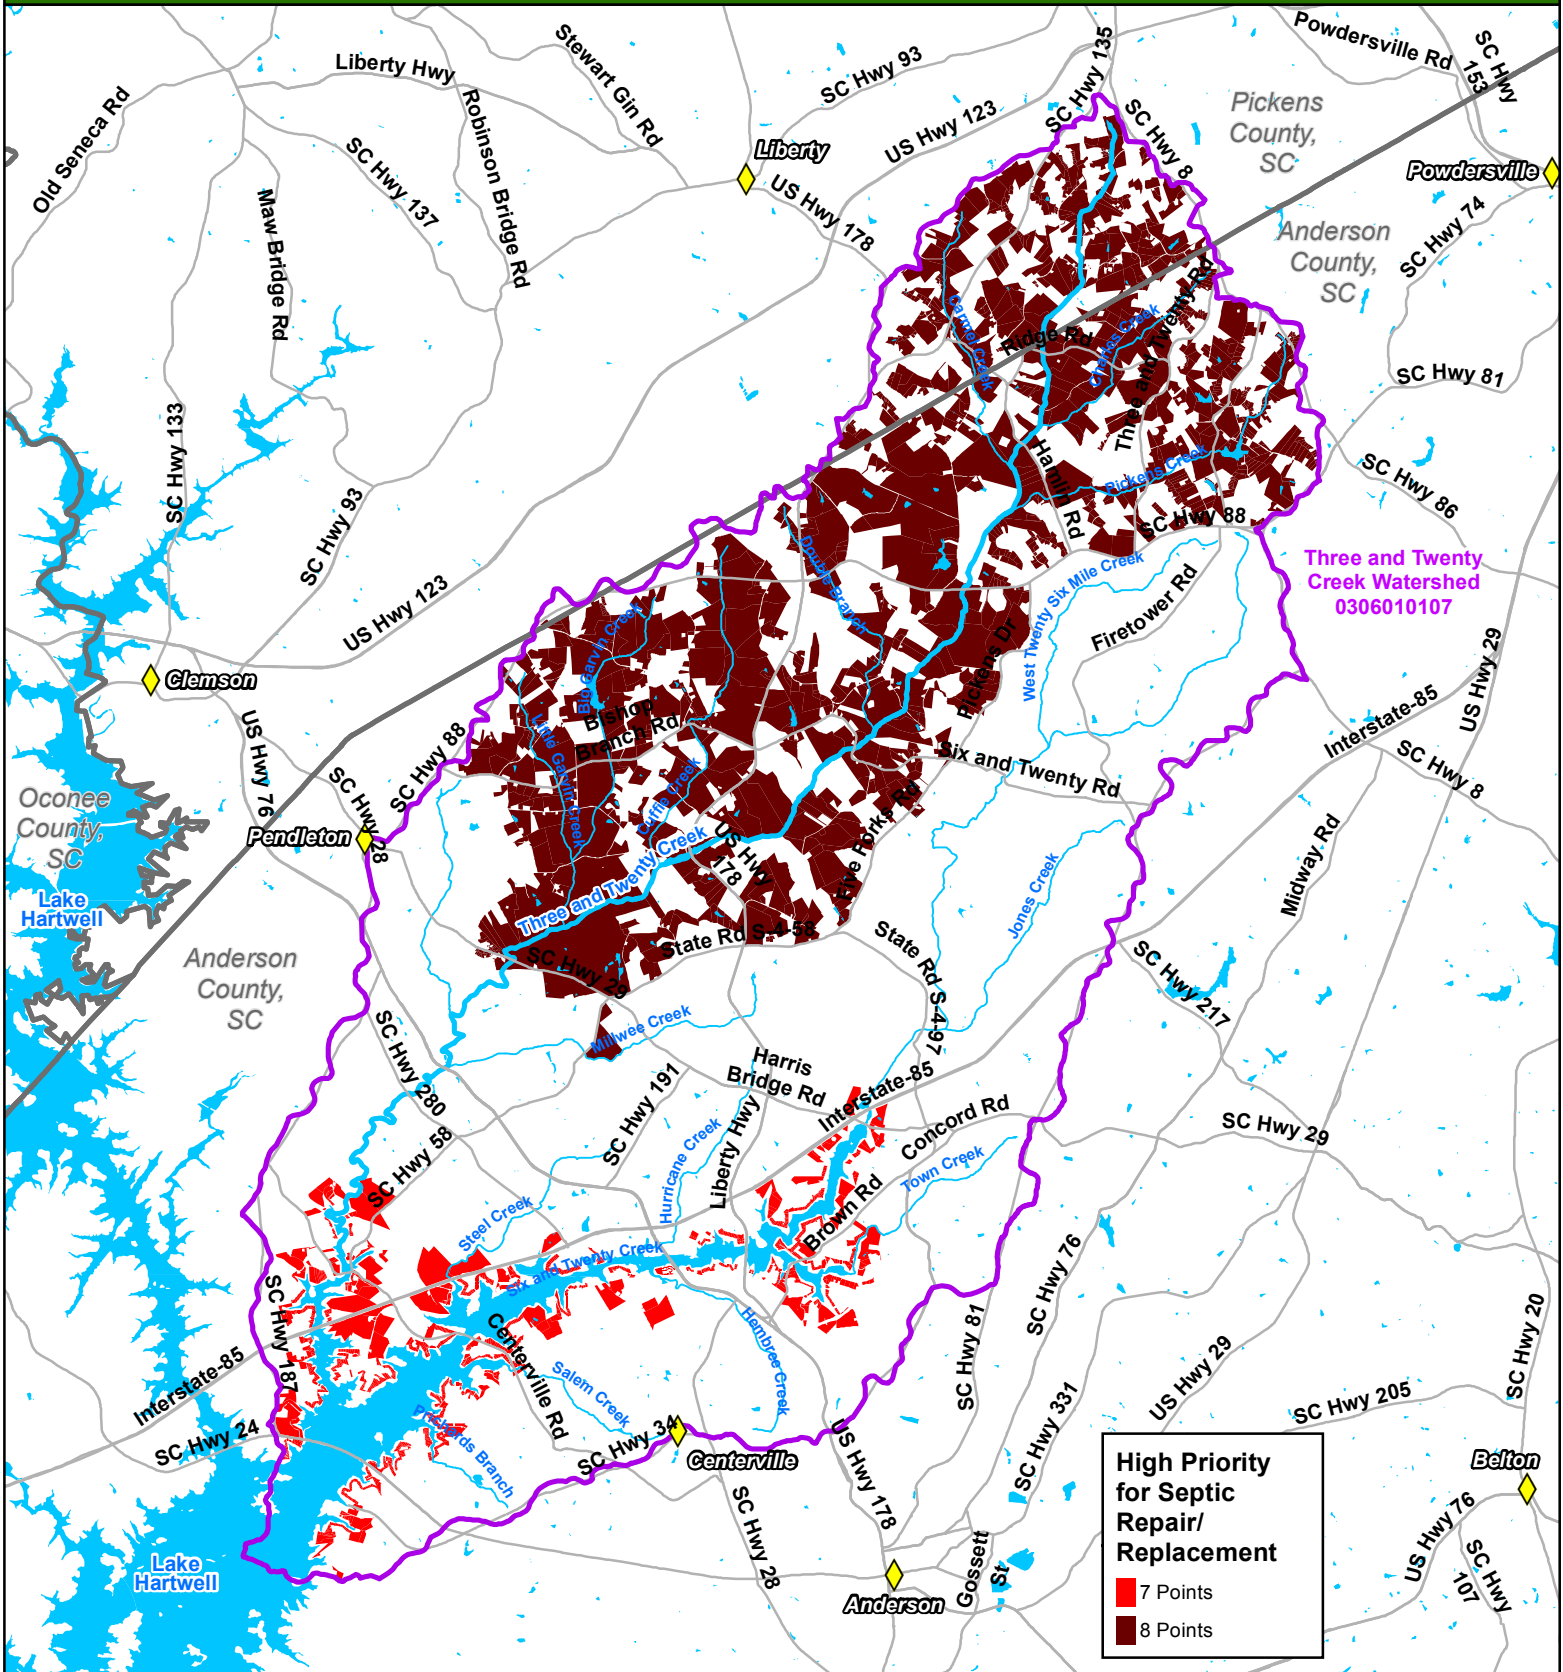 Liberty Hwy
Stewart Gin Rd
SC Hwy 93
SC Hwy 135
Powdersville Rd
SC Hwy
153
Old Seneca Rd
Robinson Bridge Rd
SC Hwy 137
US Hwy 123
SC Hwy 8
Pickens
County,
SC
Liberty
Powdersville
Maw Bridge Rd
US Hwy 178
SC Hwy 74
Anderson
County,
SC
Carmel Creek
Ridge Rd
Charles Creek
Three and Twenty Rd
SC Hwy 81
SC Hwy 133
SC Hwy 93
Hamlin Rd
Pickens Creek
SC Hwy 88
SC Hwy 86
US Hwy 123
Double Branch
West Twenty Six Mile Creek
Firetower Rd
Three and Twenty
Creek Watershed
0306010107
Clemson
Big Garvin Creek
Pickens Dr
US Hwy 29
US Hwy 76
SC Hwy 88
Little Garvin Creek
Bishop
Branch Rd
Cuffie Creek
Six and Twenty Rd
Interstate-85
SC Hwy 8
Oconee
County,
SC
SC Hwy 28
Pendleton
US Hwy
178
Five Forks Rd
Jones Creek
Midway Rd
Lake
Hartwell
Three and Twenty Creek
State Rd S-4-58
State Rd S-4-97
SC Hwy 29
SC Hwy 217
Anderson
County,
SC
Millwee Creek
SC Hwy 280
Harris
Bridge Rd
Interstate-85
SC Hwy 191
Concord Rd
SC Hwy 29
SC Hwy 58
Hurricane Creek
Liberty Hwy
Town Creek
Brown Rd
Steel Creek
Six and Twenty Creek
SC Hwy 76
SC Hwy 187
Centerville Rd
Hembree Creek
SC Hwy 81
SC Hwy 20
Interstate-85
Salem Creek
US Hwy 29
SC Hwy 205
SC Hwy 331
SC Hwy 24
Prichards Branch
SC Hwy 34
Centerville
US Hwy 178
Belton
SC Hwy 28
US Hwy 76
SC Hwy
107
Lake
Hartwell
Gossett
St
Anderson
High Priority
for Septic
Repair/
Replacement
7 Points
8 Points